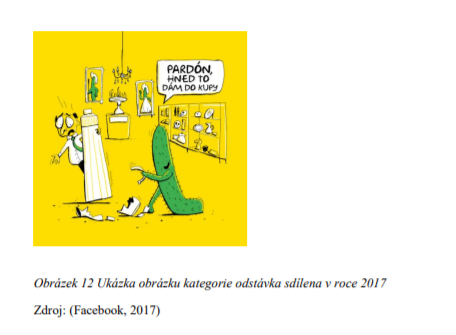 PARDÓN,
HNED TO
DÁM DO KUPY
Obrázek 12 Ukázka obrázku kategorie odstávka sdílena v roce 2017
Zdroj: (Facebook, 2017)